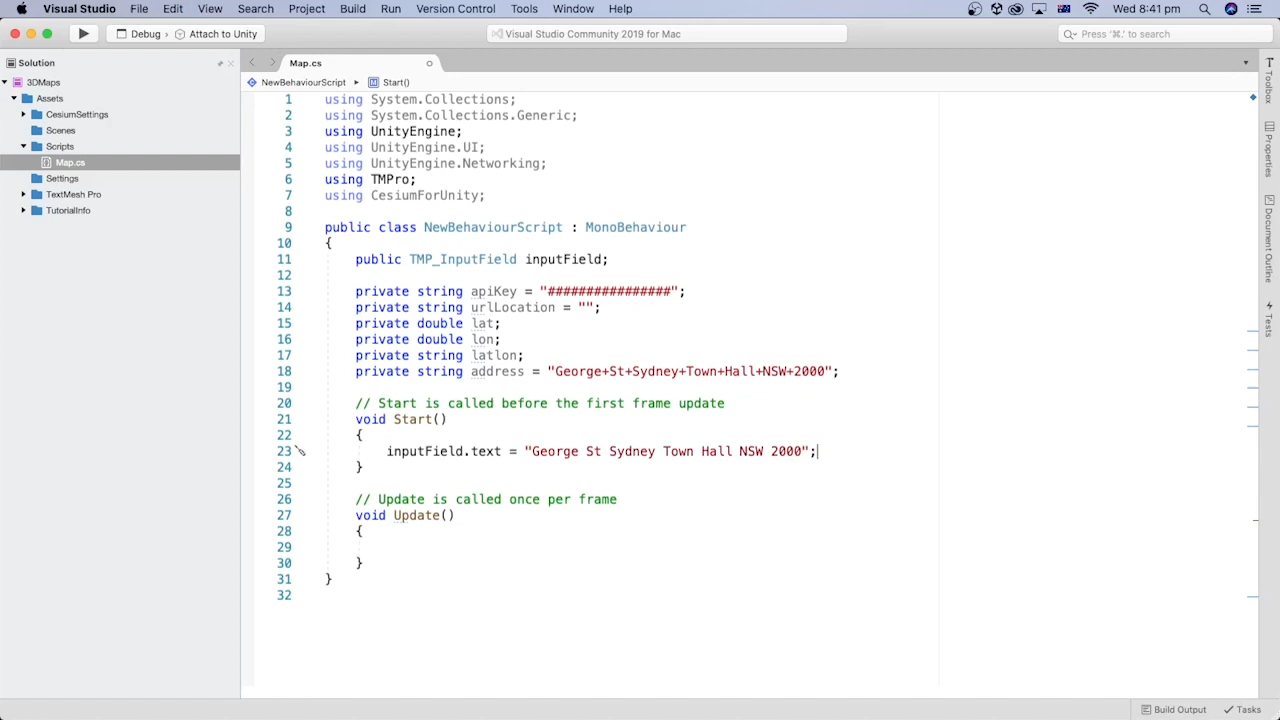 Visual Studio File Edit View Search Project Build Run Version Control Tools Window Help Wed 8:41 pm
Debug Attach to Unity Visual Studio Community 2019 for Mac Press '⌘.' to search
Solution
3DMaps
Assets
CesiumSettings
Scenes
Scripts
Map.cs
Settings
TextMesh Pro
TutorialInfo
Map.cs
NewBehaviourScript Start()
1 using System.Collections;
2 using System.Collections.Generic;
3 using UnityEngine;
4 using UnityEngine.UI;
5 using UnityEngine.Networking;
6 using TMPro;
7 using CesiumForUnity;
8
9 public class NewBehaviourScript : MonoBehaviour
10 {
11 public TMP_InputField inputField;
12
13 private string apiKey = "################";
14 private string urlLocation = "";
15 private double lat;
16 private double lon;
17 private string latlon;
18 private string address = "George+St+Sydney+Town+Hall+NSW+2000";
19
20 // Start is called before the first frame update
21 void Start()
22 {
23 inputField.text = "George St Sydney Town Hall NSW 2000";
24 }
25
26 // Update is called once per frame
27 void Update()
28 {
29
30 }
31 }
32
Toolbox
Properties
Document Outline
Tests
Build Output Tasks